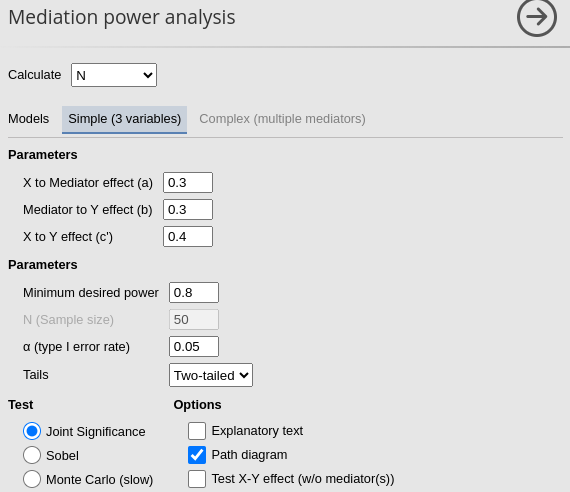 Mediation power analysis
Calculate N
Models Simple (3 variables) Complex (multiple mediators)
Parameters
X to Mediator effect (a) 0.3
Mediator to Y effect (b) 0.3
X to Y effect (c') 0.4
Parameters
Minimum desired power 0.8
N (Sample size) 50
α (type I error rate) 0.05
Tails Two-tailed
Test Options
Joint Significance Explanatory text
Sobel Path diagram
Monte Carlo (slow) Test X-Y effect (w/o mediator(s))